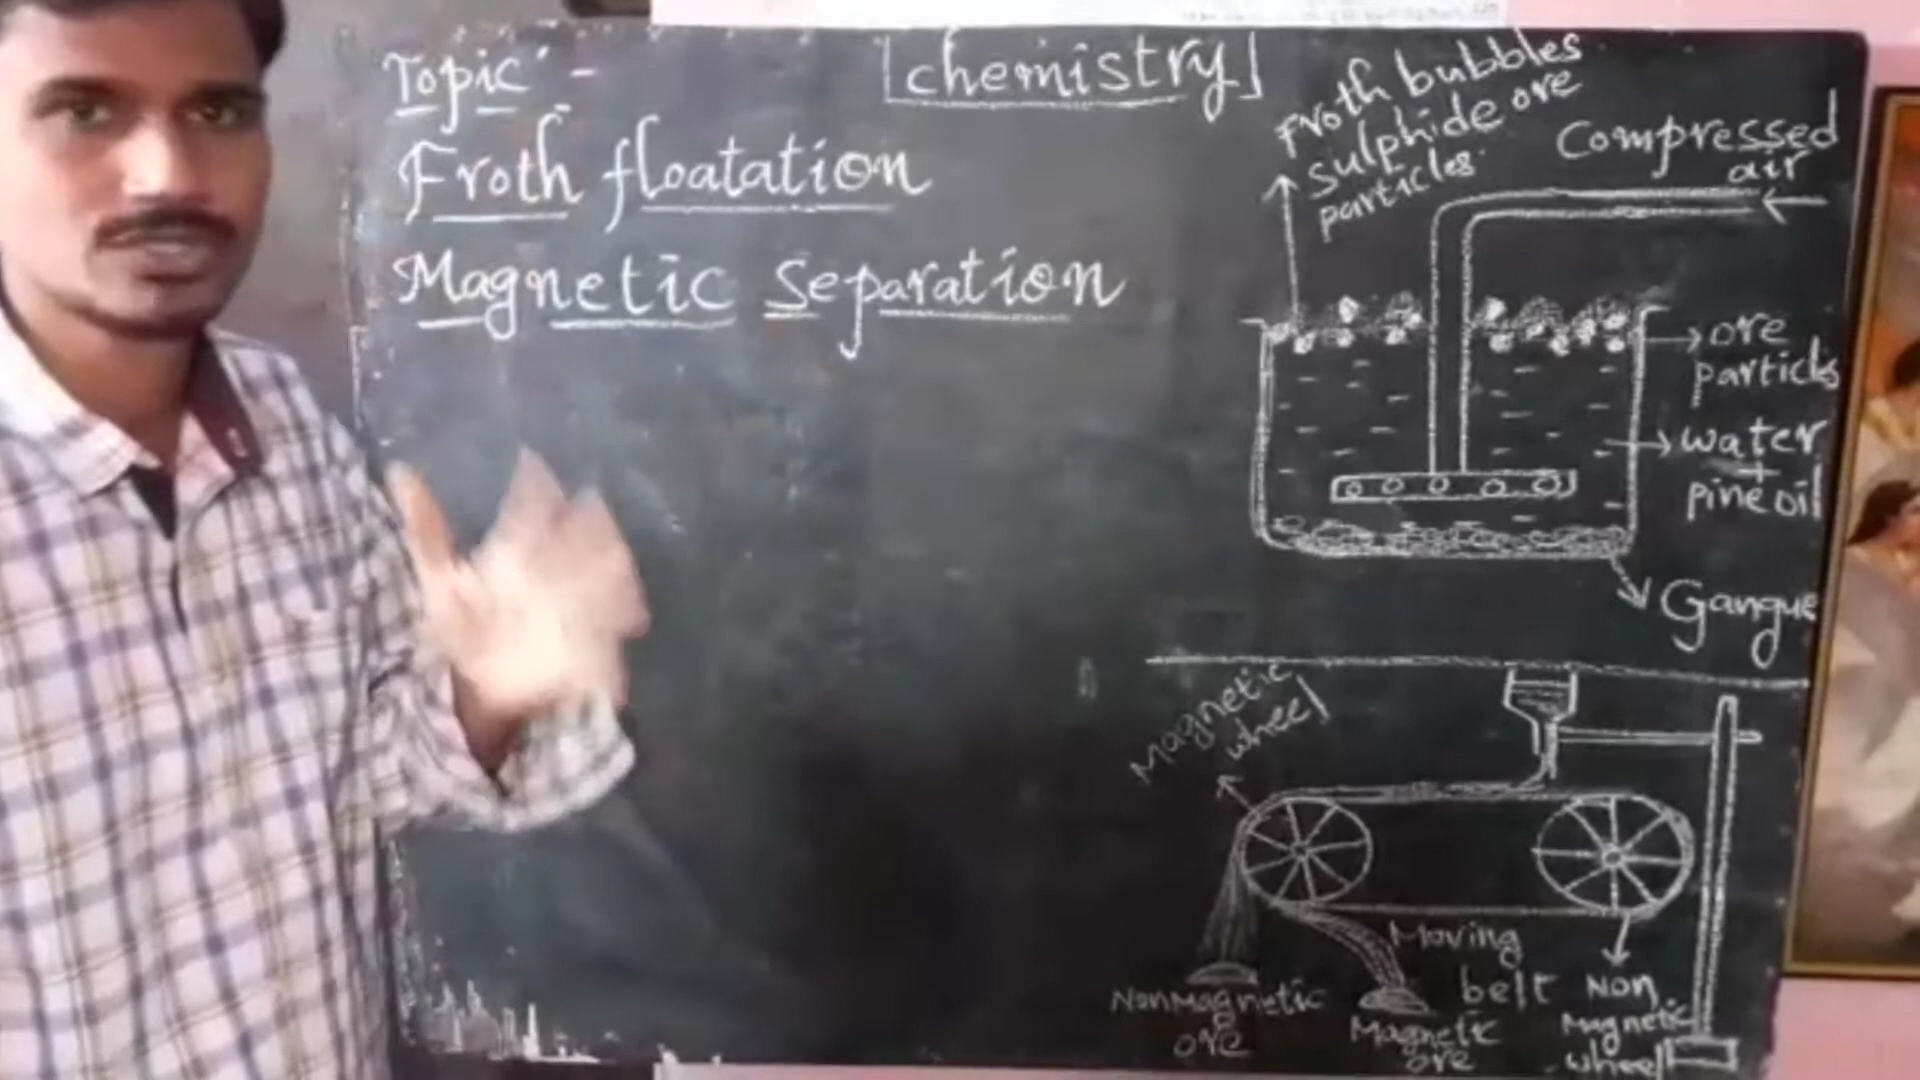 Topic -
chemistry
Froth floatation
Magnetic Separation
Froth bubbles
sulphide ore
particles
Compressed
air
ore
particls
water
+
pine oil
Gangue
Magnetic
wheel
NonMagnetic
ore
Magnetic
ore
Moving
belt
Non
Magnetic
wheel